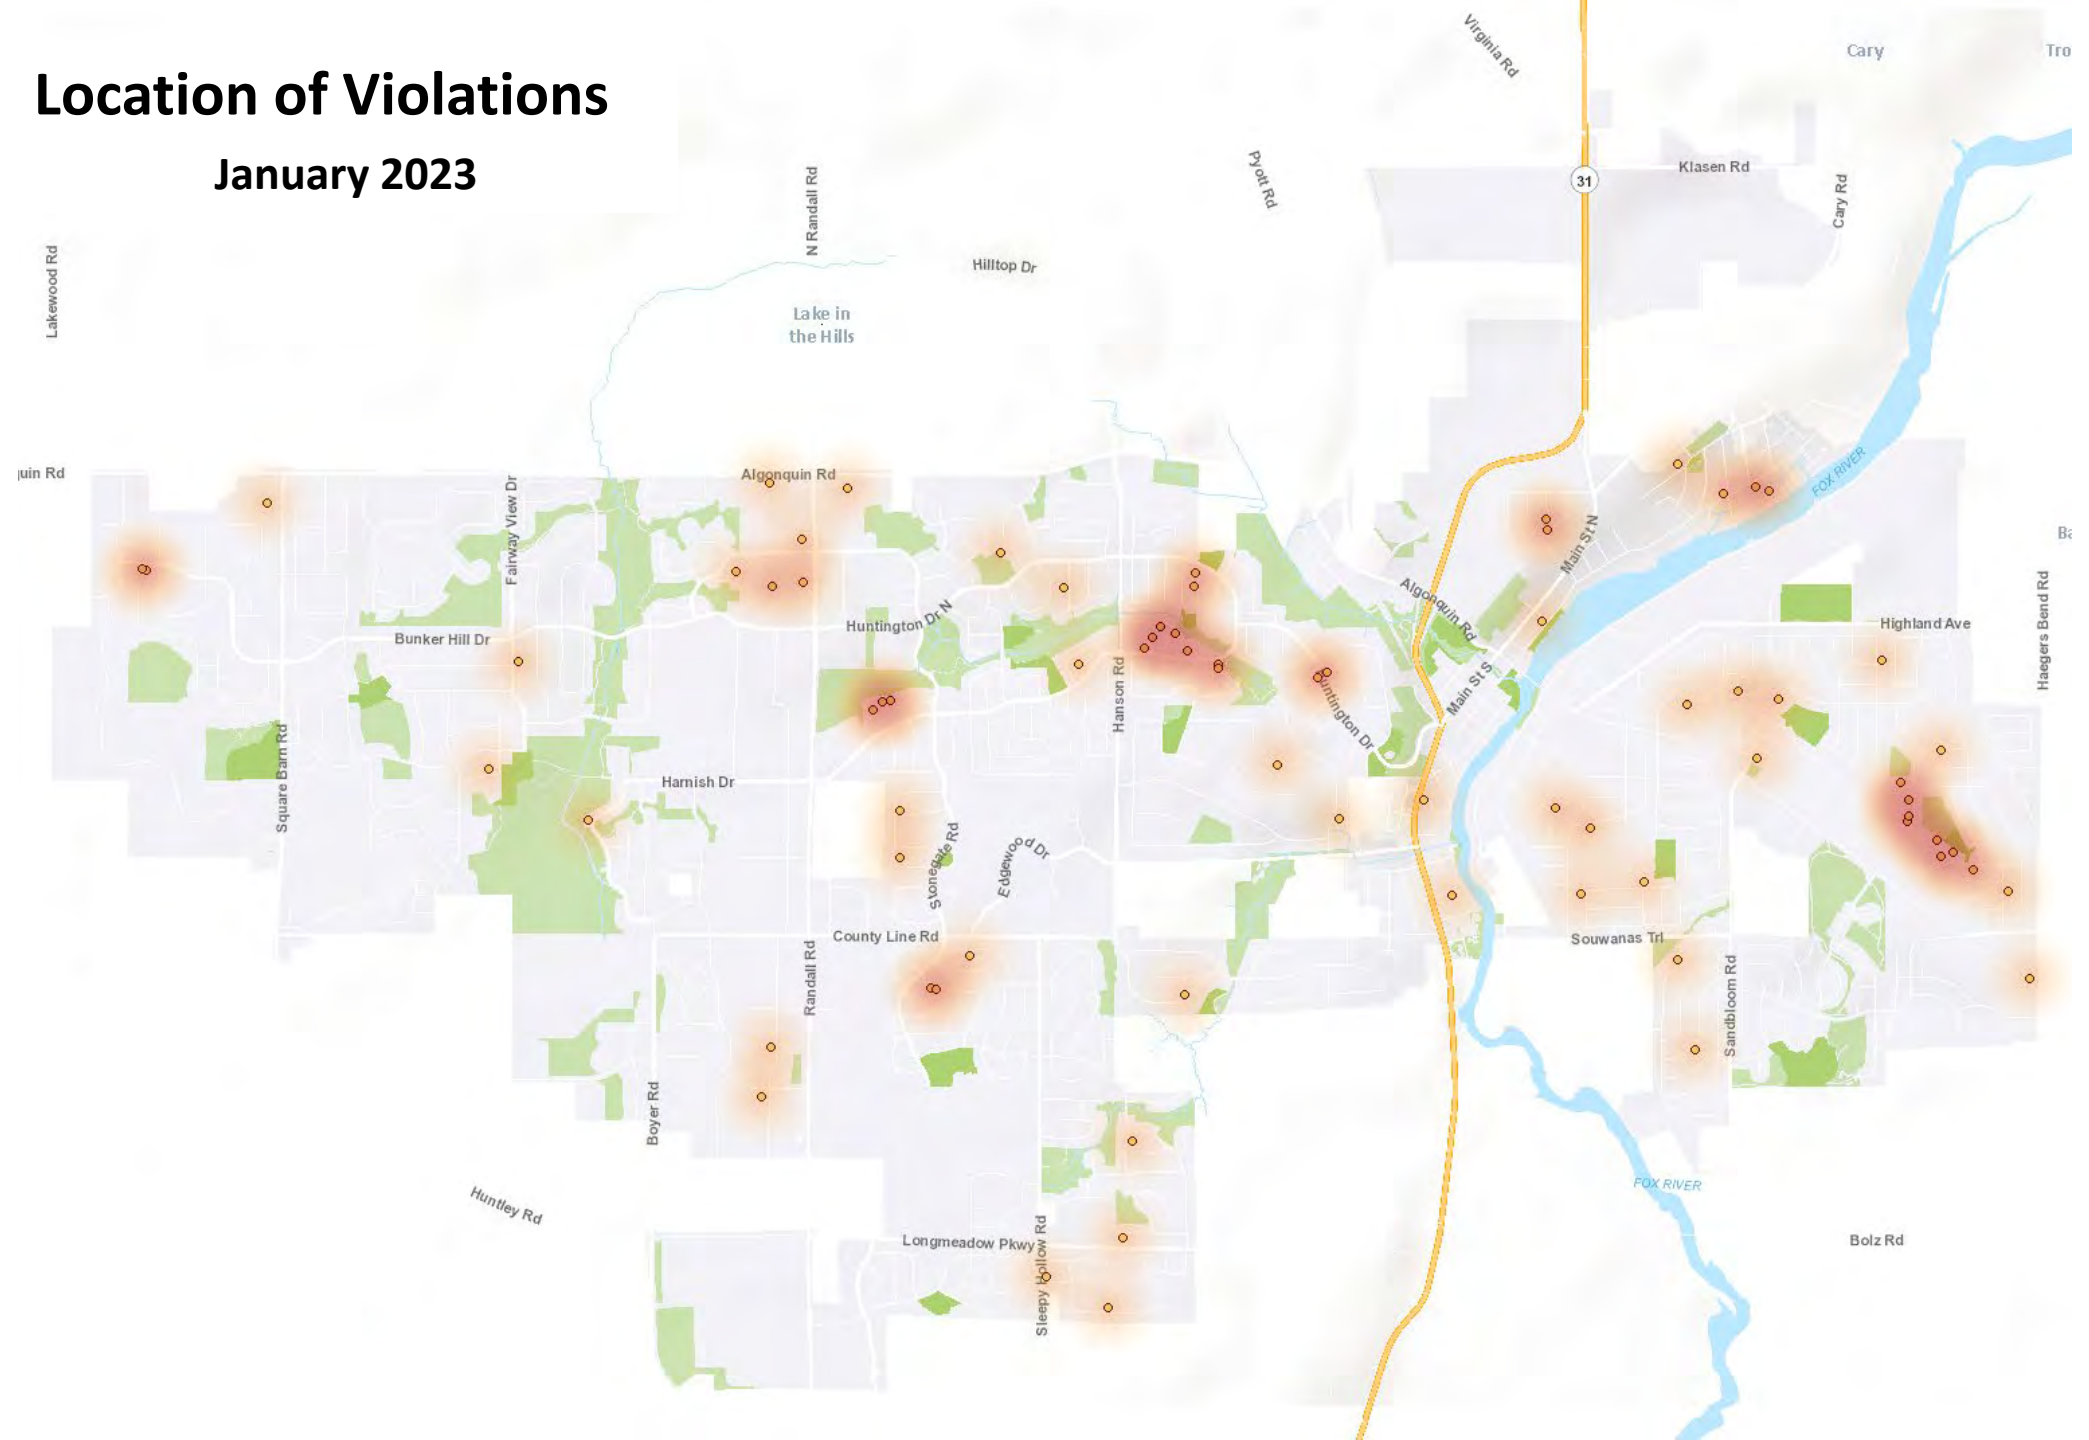 Location of Violations
January 2023
Virginia Rd
Cary
Tro
Pyott Rd
N Randall Rd
31
Klasen Rd
Cary Rd
Lakewood Rd
Hilltop Dr
Lake in
the Hills
uin Rd
Algonquin Rd
Fairway View Dr
FOX RIVER
Main St N
Ba
Algonquin Rd
Huntington Dr N
Bunker Hill Dr
Highland Ave
Haegers Bend Rd
Hanson Rd
Main St S
untington Dr
Square Barn Rd
Harnish Dr
Stonegate Rd
Edgewood Dr
County Line Rd
Souwanas Trl
Randall Rd
Sandbloom Rd
Boyer Rd
Huntley Rd
FOX RIVER
Longmeadow Pkwy
Sleepy Hollow Rd
Bolz Rd